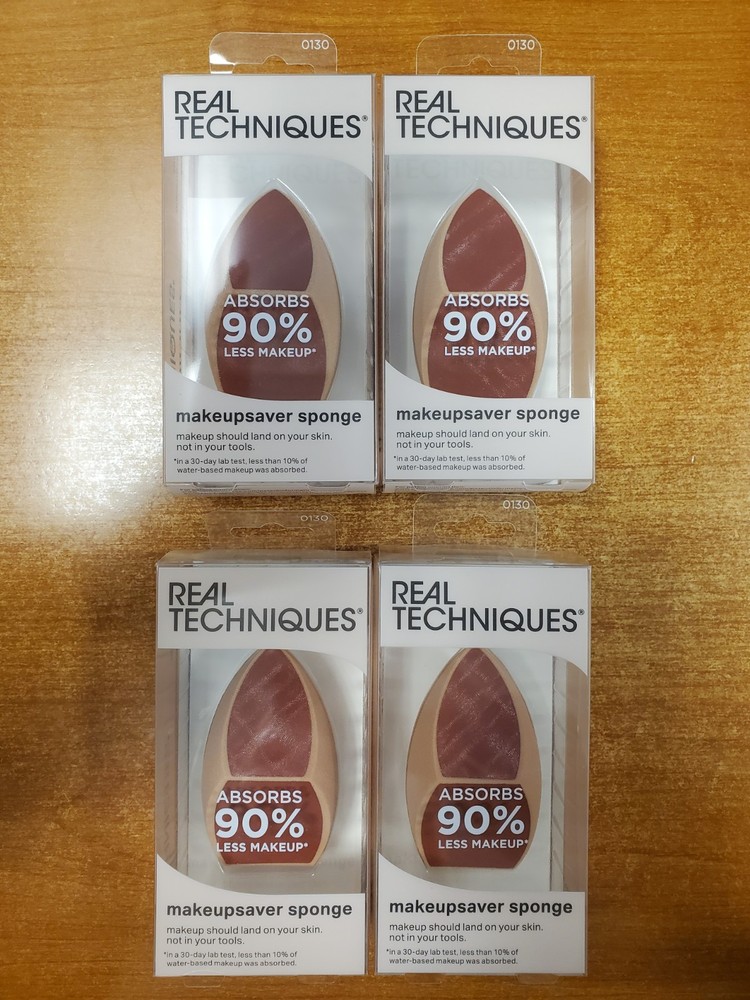 0130
REAL
TECHNIQUES®
ABSORBS
90%
LESS MAKEUP*
makeupsaver sponge
makeup should land on your skin.
not in your tools.
*in a 30-day lab test, less than 10% of
water-based makeup was absorbed.
0130
REAL
TECHNIQUES®
ABSORBS
90%
LESS MAKEUP*
makeupsaver sponge
makeup should land on your skin.
not in your tools.
*in a 30-day lab test, less than 10% of
water-based makeup was absorbed.
0130
REAL
TECHNIQUES®
ABSORBS
90%
LESS MAKEUP*
makeupsaver sponge
makeup should land on your skin.
not in your tools.
*in a 30-day lab test, less than 10% of
water-based makeup was absorbed.
0130
REAL
TECHNIQUES®
ABSORBS
90%
LESS MAKEUP*
makeupsaver sponge
makeup should land on your skin.
not in your tools.
*in a 30-day lab test, less than 10% of
water-based makeup was absorbed.